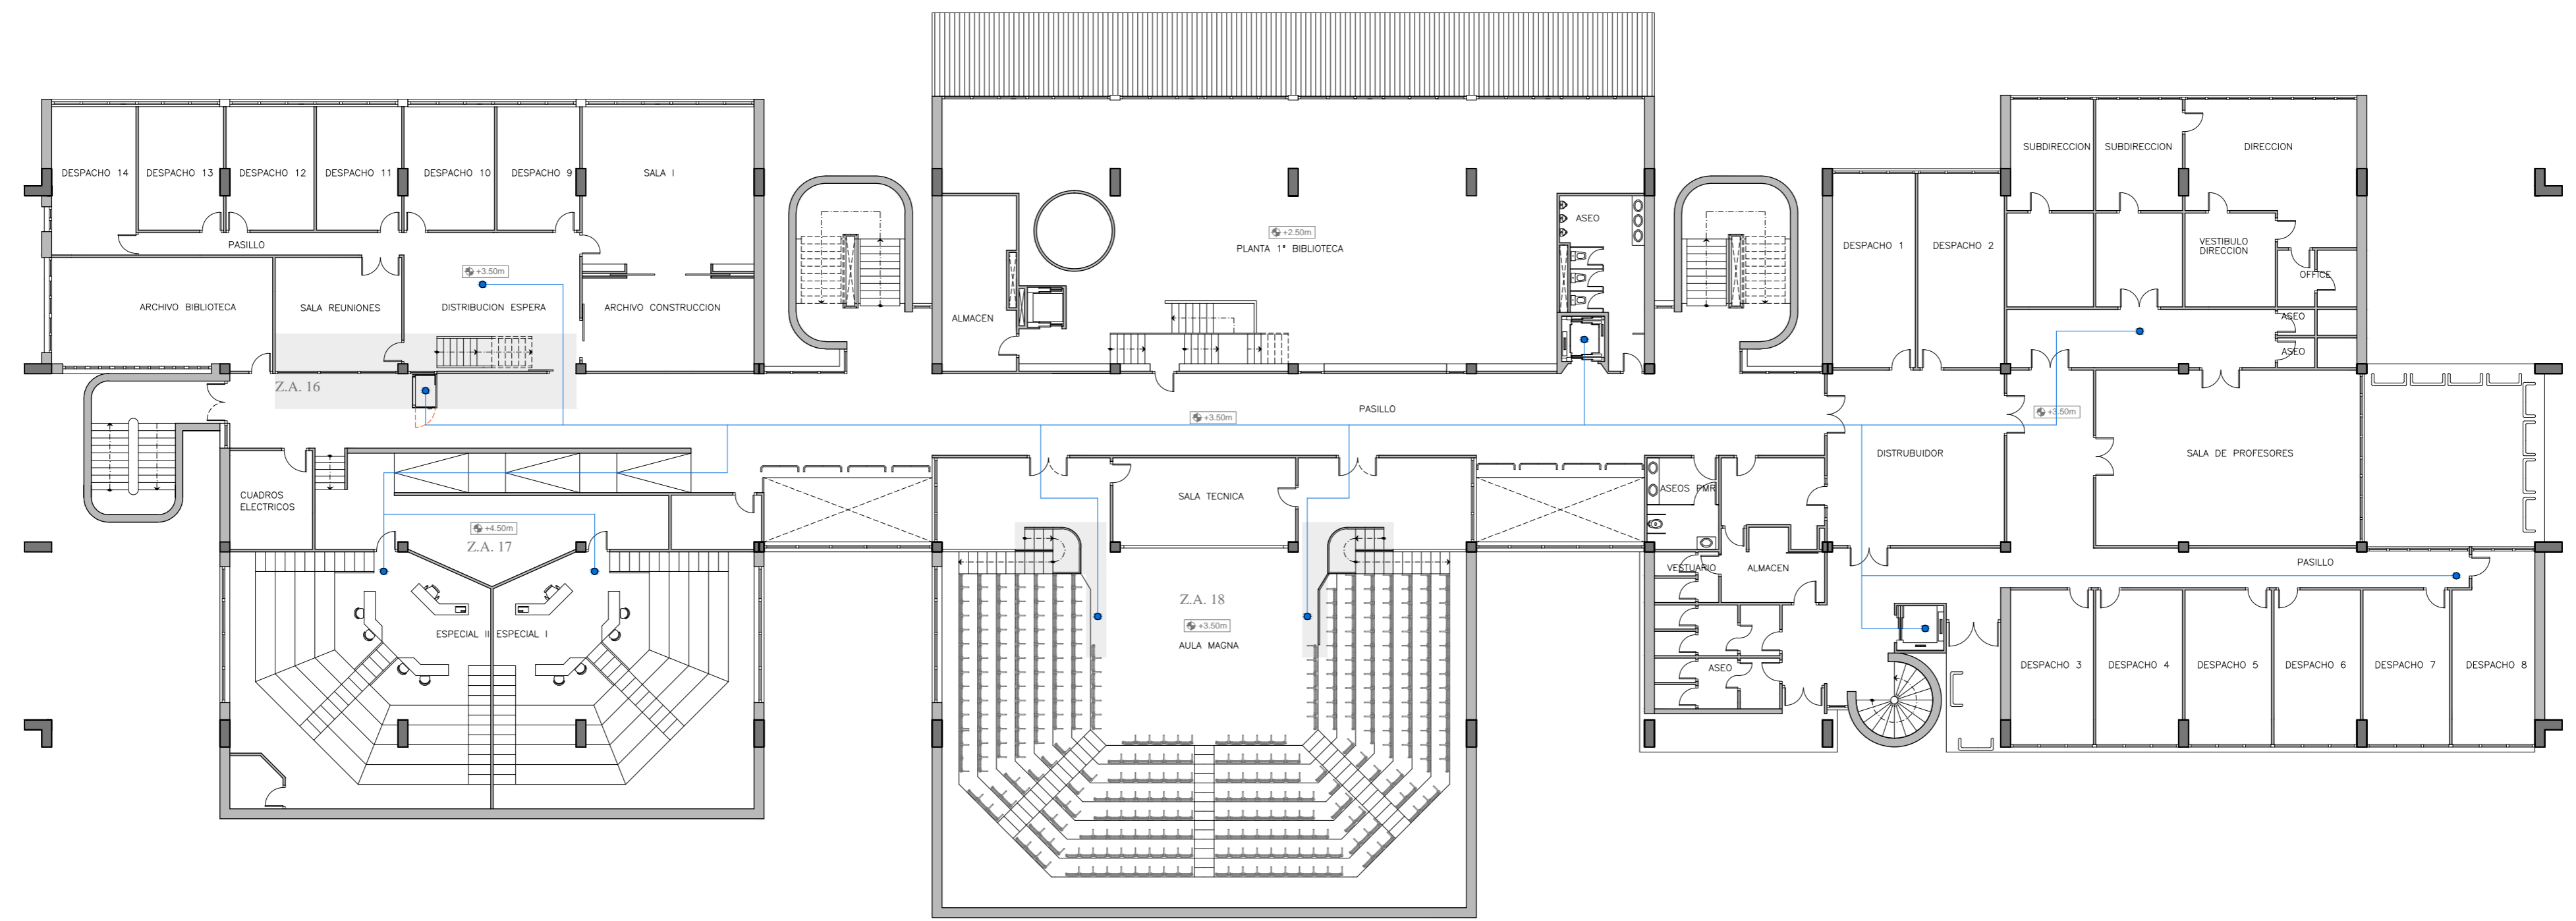 SUBDIRECCION
SUBDIRECCION
DIRECCION
DESPACHO 14
DESPACHO 13
DESPACHO 12
DESPACHO 11
DESPACHO 10
DESPACHO 9
SALA I
ASEO
+2.50m
PLANTA 1ª BIBLIOTECA
PASILLO
DESPACHO 1
DESPACHO 2
VESTIBULO
DIRECCION
+3.50m
OFFICE
ARCHIVO BIBLIOTECA
SALA REUNIONES
DISTRIBUCION ESPERA
ARCHIVO CONSTRUCCION
ALMACEN
ASEO
ASEO
Z.A. 16
PASILLO
+3.50m
+3.50m
DISTRUBUIDOR
SALA DE PROFESORES
CUADROS
ELECTRICOS
SALA TECNICA
ASEOS PMR
+4.50m
Z.A. 17
VESTUARIO
ALMACEN
PASILLO
Z.A. 18
+3.50m
AULA MAGNA
ESPECIAL II
ESPECIAL I
ASEO
DESPACHO 3
DESPACHO 4
DESPACHO 5
DESPACHO 6
DESPACHO 7
DESPACHO 8